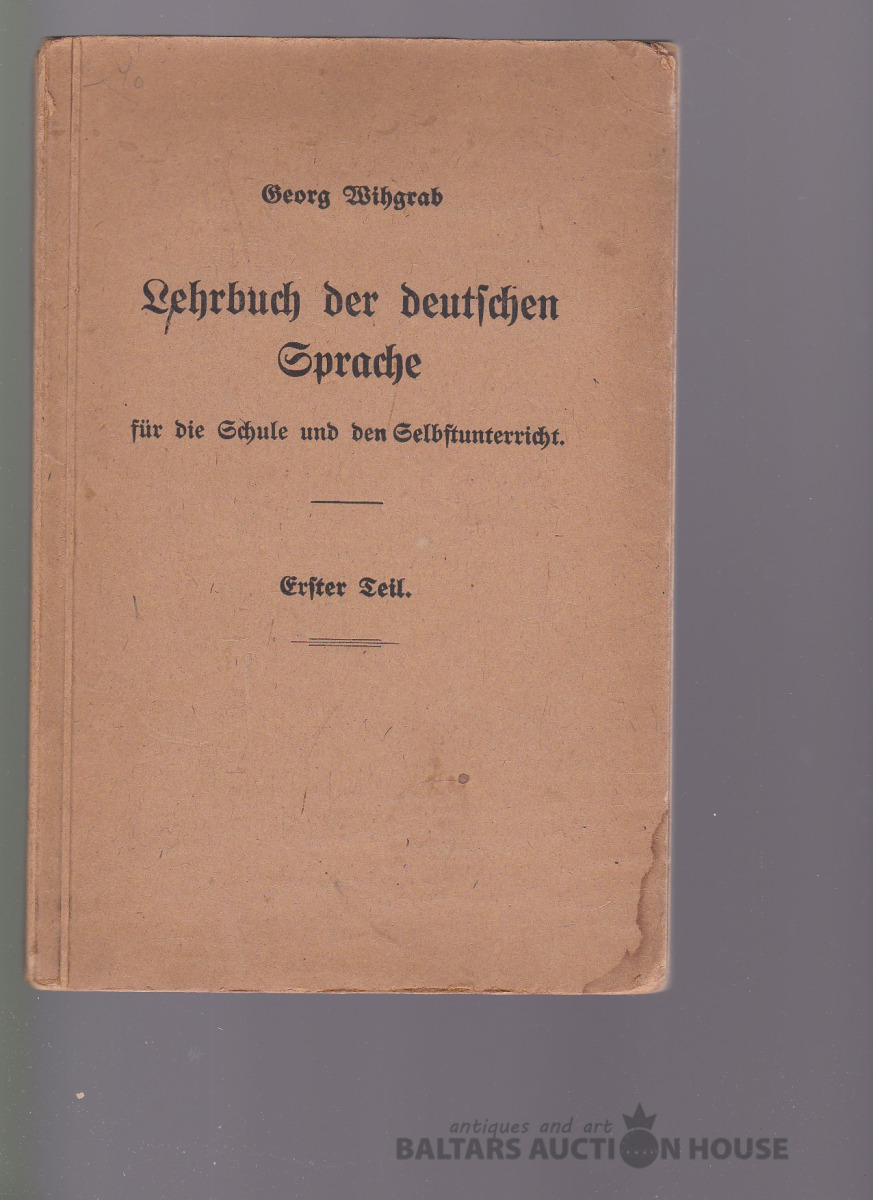 Georg Wihgrab
Lehrbuch der deutschen
Sprache
für die Schule und den Selbstunterricht.
Erster Teil.
antiques and art
BALTARS AUCTION HOUSE